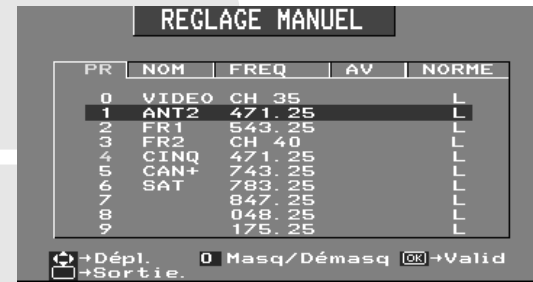 REGLAGE MANUEL
PR NOM FREQ AV NORME
0 VIDEO CH 35 L
1 ANT2 471.25 L
2 FR1 543.25 L
3 FR2 CH 40 L
4 CINQ 471.25 L
5 CAN+ 743.25 L
6 SAT 783.25 L
7 847.25 L
8 048.25 L
9 175.25 L
→Dépl. 0 Masq/Démasq OK→Valid
→Sortie.